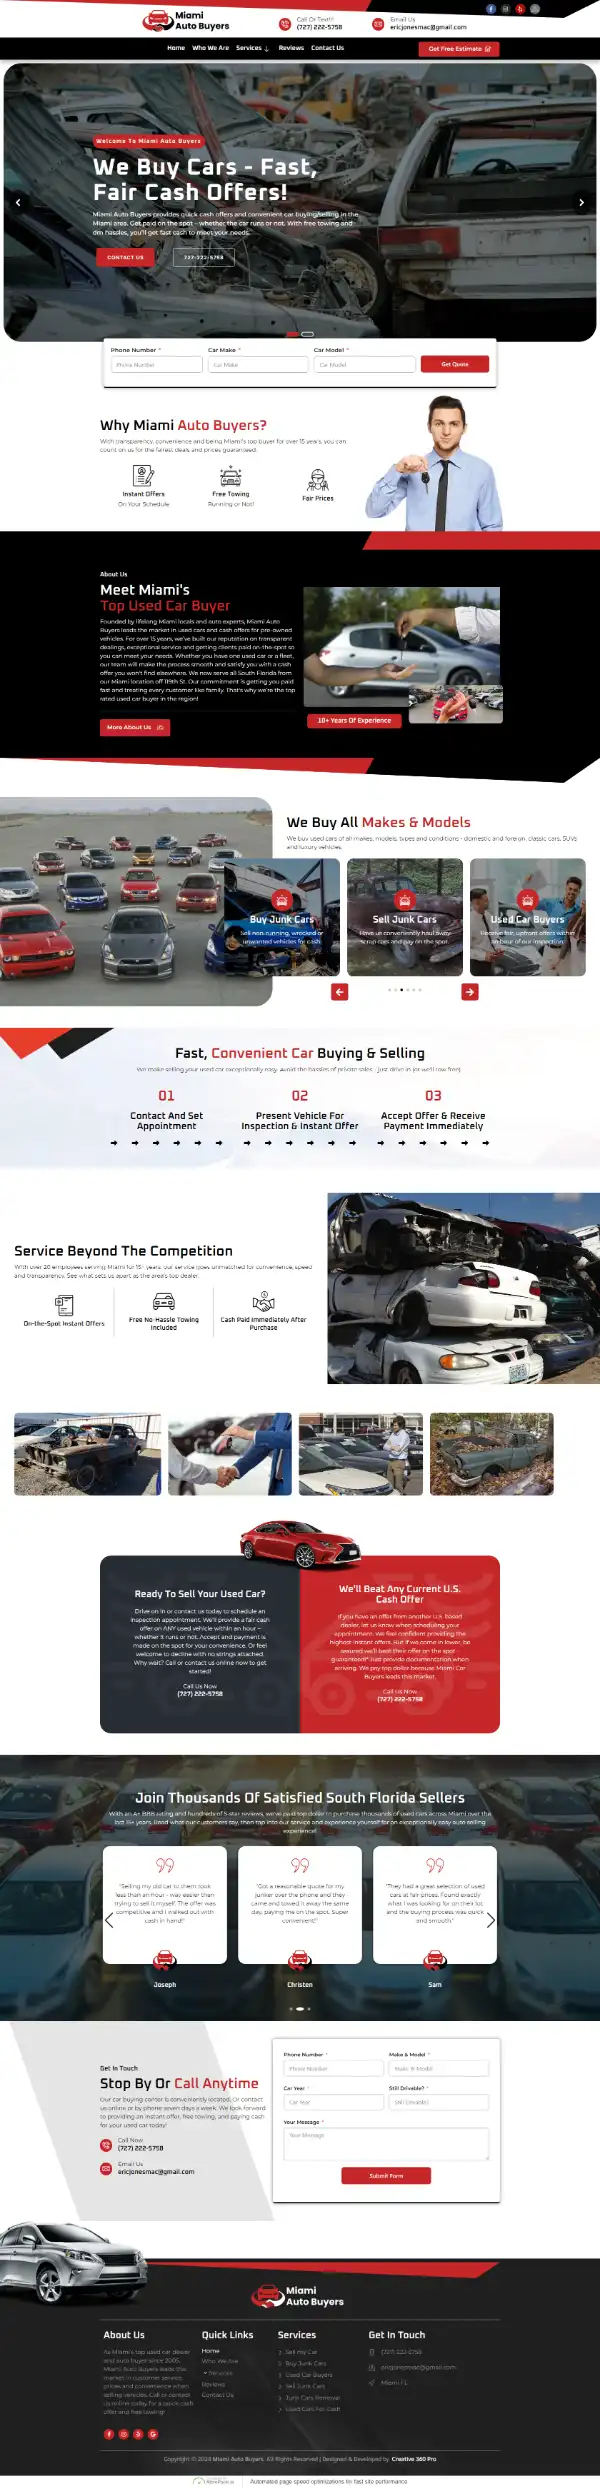 Miami
Auto Buyers
Call Or Text!!
(727) 222-5758
Email Us
ericjonesmac@gmail.com
Home Who We Are Services Reviews Contact Us
Get Free Estimate
Welcome To Miami Auto Buyers
We Buy Cars - Fast,
Fair Cash Offers!
Miami Auto Buyers provides quick cash offers and convenient car buying/selling in the
Miami area. Get paid on the spot - whether the car runs or not. With free towing and
dm hassles, you'll get fast cash to meet your needs.
CONTACT US
727-222-5758
Phone Number * Car Make * Car Model *
Phone Number Car Make Car Model Get Quote
Why Miami Auto Buyers?
With transparency, convenience and being Miami's top buyer for over 15 years, you can
count on us for the fairest deals and prices guaranteed.
Instant Offers
On Your Schedule
Free Towing
Running or Not!
Fair Prices
About Us
Meet Miami's
Top Used Car Buyer
Founded by lifelong Miami locals and auto experts, Miami Auto
Buyers leads the market in used cars and cash offers for pre-owned
vehicles. For over 15 years, we've built our reputation on transparent
dealings, exceptional service and getting clients paid on-the-spot so
you can meet your needs. Whether you have one used car or a fleet,
our team will make the process smooth and satisfy you with a cash
offer you won't find elsewhere. We now serve all South Florida from
our Miami location off 119th St. Our commitment is getting you paid
fast and treating every customer like family. That's why we're the top
rated used car buyer in the region!
More About Us
10+ Years Of Experience
We Buy All Makes & Models
We buy used cars of all makes, models, types and conditions - domestic and foreign, classic cars, SUVs
and luxury vehicles.
Buy Junk Cars
Sell non-running, wrecked or
unwanted vehicles for cash.
Sell Junk Cars
Have us conveniently haul away
scrap cars and pay on the spot.
Used Car Buyers
Receive fair, upfront offers within
an hour of our inspection.
Fast, Convenient Car Buying & Selling
We make selling your used car exceptionally easy. Avoid the hassles of private sales - just drive in (or we'll tow free).
01
Contact And Set
Appointment
02
Present Vehicle For
Inspection & Instant Offer
03
Accept Offer & Receive
Payment Immediately
Service Beyond The Competition
With over 20 employees serving Miami for 15+ years, our service goes unmatched for convenience, speed
and transparency. See what sets us apart as the area's top dealer.
On-the-Spot Instant Offers
Free No-Hassle Towing
Included
Cash Paid Immediately After
Purchase
Ready To Sell Your Used Car?
Drive on in or contact us today to schedule an
inspection appointment. We'll provide a fair cash
offer on ANY used vehicle within an hour -
whether it runs or not. Accept and payment is
made on the spot for your convenience. Or feel
welcome to decline with no strings attached.
Why wait? Call or contact us online now to get
started!
Call Us Now
(727) 222-5758
We'll Beat Any Current U.S.
Cash Offer
If you have an offer from another U.S. based
dealer, let us know when scheduling your
appointment. We feel confident providing the
highest instant offers. But if we come in lower, be
assured we'll beat their offer on the spot -
guaranteed!* Just provide documentation when
arriving. We pay top dollar because Miami Car
Buyers leads this market.
Call Us Now
(727) 222-5758
Join Thousands Of Satisfied South Florida Sellers
With an A+ BBB rating and hundreds of 5-star reviews, we've paid top dollar to purchase thousands of used cars across Miami over the
last 15+ years. Read what our customers say, then tap into our service and experience yourself for an exceptionally easy auto selling
experience!
"Selling my old car to them took
less than an hour - way easier than
trying to sell it myself. The offer was
competitive and I walked out with
cash in hand!"
Joseph
"Got a reasonable quote for my
junker over the phone and they
came and towed it away the same
day, paying me on the spot. Super
convenient!"
Christen
"They had a great selection of used
cars at fair prices. Found exactly
what I was looking for on their lot,
and the buying process was quick
and smooth."
Sam
Get In Touch
Stop By Or Call Anytime
Our car buying center is conveniently located. Or contact
us online or by phone seven days a week. We look forward
to providing an instant offer, free towing, and paying cash
for your used car today!
Call Now
(727) 222-5758
Email Us
ericjonesmac@gmail.com
Phone Number * Make & Model *
Phone Number Make & Model
Car Year * Still Drivable? *
Car Year Still Drivable?
Your Message *
Your Message
Submit Form
Miami
Auto Buyers
About Us
As Miami's top used car dealer
and auto buyer since 2005,
Miami Auto Buyers leads the
market in customer service,
prices and convenience when
selling vehicles. Call or contact
us online today for a quick cash
offer and free towing!
Quick Links
Home
Who We Are
Services
Reviews
Contact Us
Services
Sell my Car
Buy Junk Cars
Used Car Buyers
Sell Junk Cars
Junk Cars Removal
Used Cars For Cash
Get In Touch
(727) 222-5758
ericjonesmac@gmail.com
Miami FL
Copyright © 2024 Miami Auto Buyers. All Rights Reserved | Designed & Developed by Creative 360 Pro
Automated page speed optimizations for fast site performance